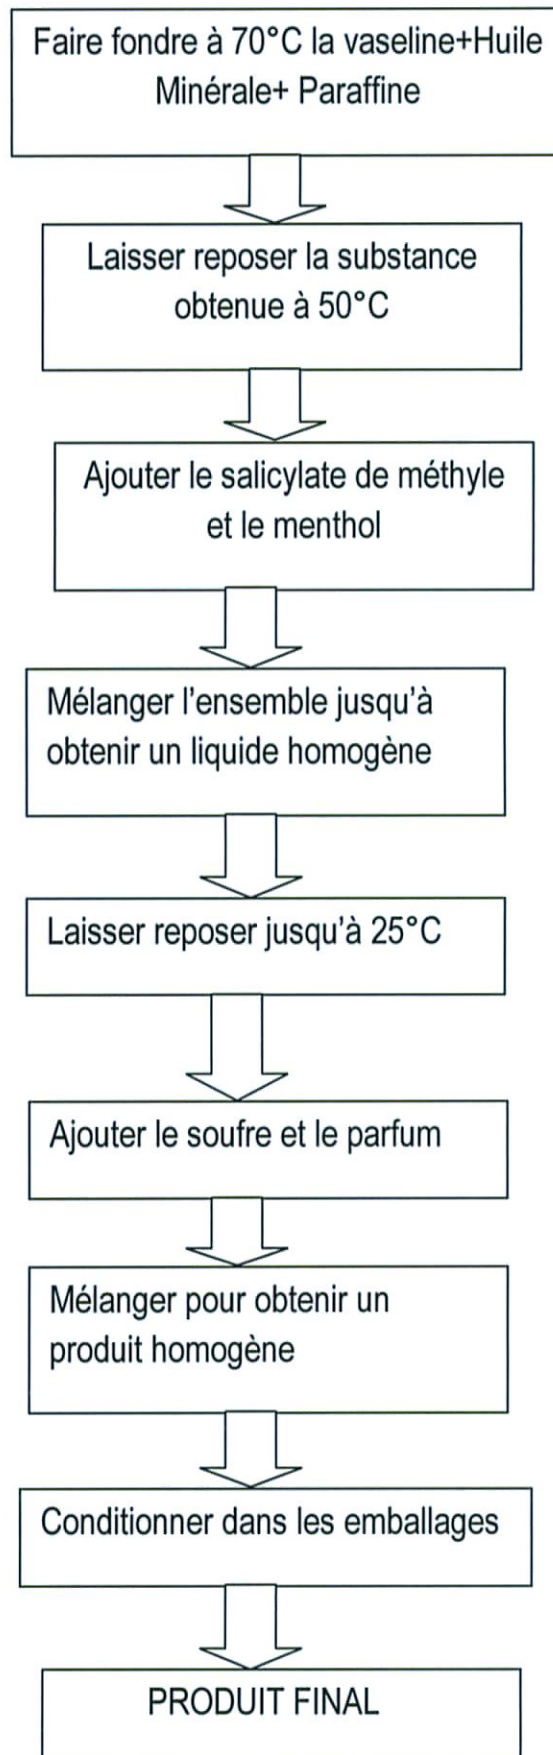 Faire fondre à 70°C la vaseline+Huile
Minérale+ Paraffine
Laisser reposer la substance
obtenue à 50°C
Ajouter le salicylate de méthyle
et le menthol
Mélanger l'ensemble jusqu'à
obtenir un liquide homogène
Laisser reposer jusqu'à 25°C
Ajouter le soufre et le parfum
Mélanger pour obtenir un
produit homogène
Conditionner dans les emballages
PRODUIT FINAL